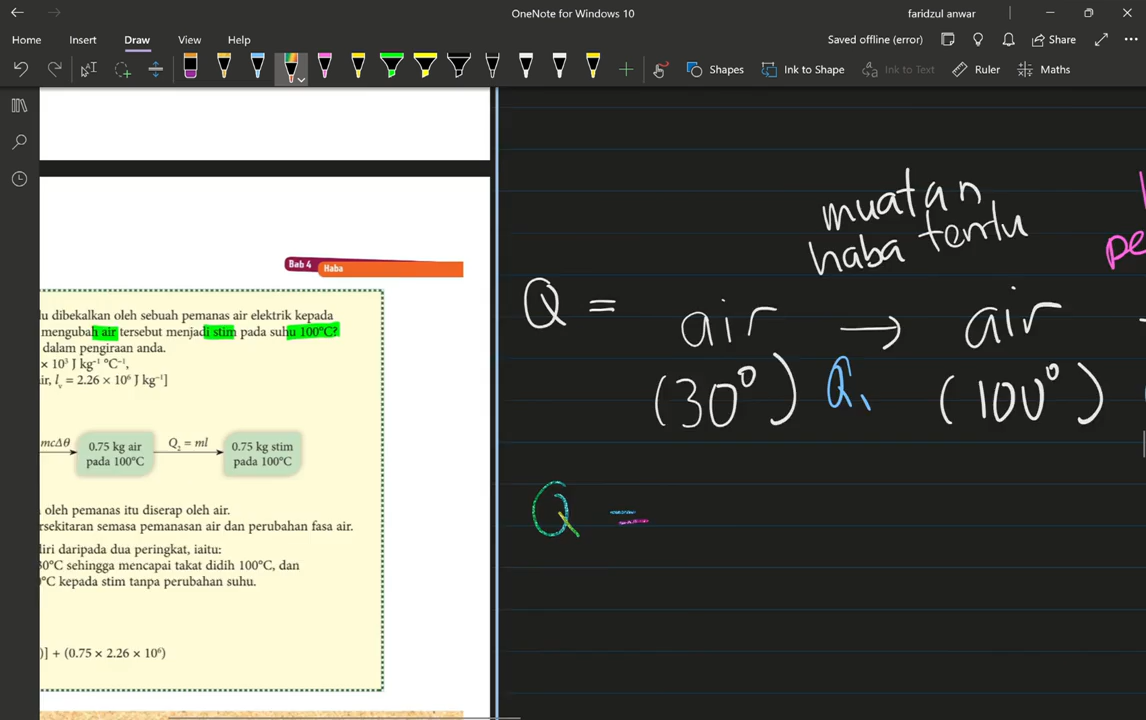 OneNote for Windows 10
faridzul anwar
Home Insert Draw View Help
Saved offline (error)
Share
Shapes
Ink to Shape
Ink to Text
Ruler
Maths
Bab 4 Haba
u dibekalkan oleh sebuah pemanas air elektrik kepada
mengubah air tersebut menjadi stim pada suhu 100°C?
dalam pengiraan anda.
× 10³ J kg⁻¹ °C⁻¹,
air, lᵥ = 2.26 × 10⁶ J kg⁻¹]
mcΔθ
0.75 kg air
pada 100°C
Q₂ = ml
0.75 kg stim
pada 100°C
oleh pemanas itu diserap oleh air.
rsekitaran semasa pemanasan air dan perubahan fasa air.
diri daripada dua peringkat, iaitu:
0°C sehingga mencapai takat didih 100°C, dan
°C kepada stim tanpa perubahan suhu.
)] + (0.75 × 2.26 × 10⁶)
muatan
haba tentu
pe
Q = air → air
(30°) Q₁ (100°)
Q =